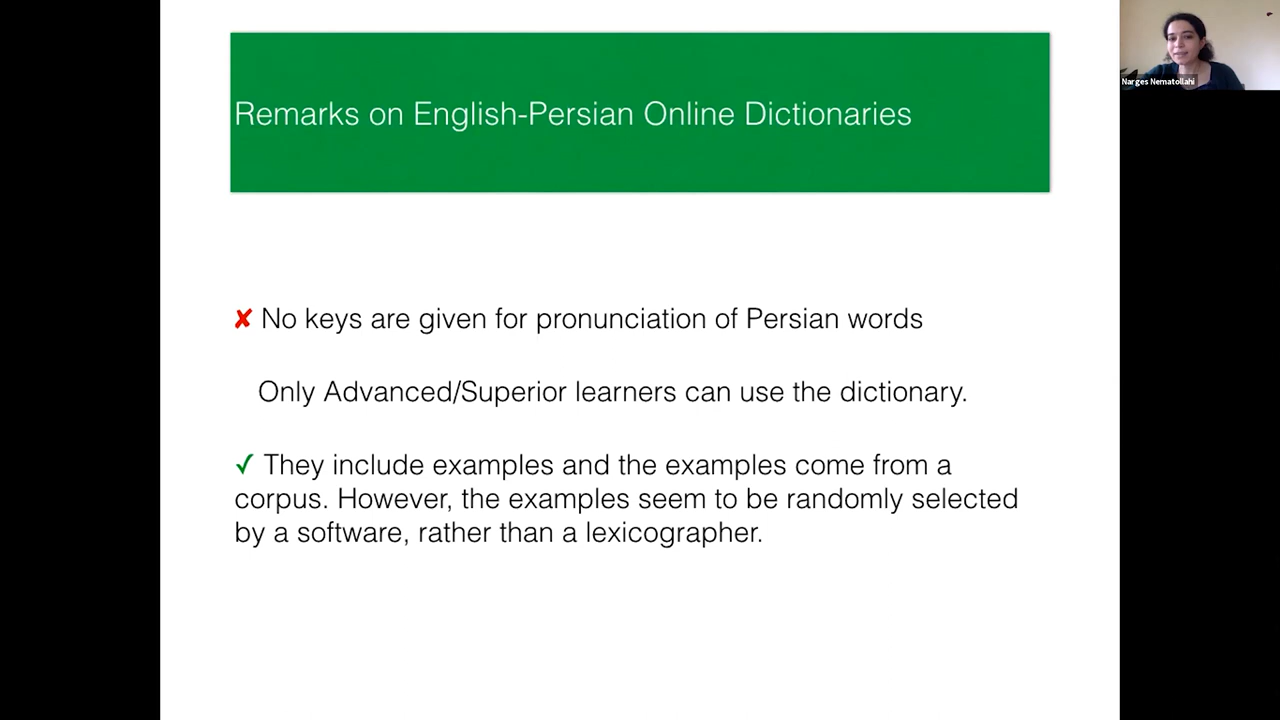 Remarks on English-Persian Online Dictionaries
Narges Nematollahi
✘ No keys are given for pronunciation of Persian words
Only Advanced/Superior learners can use the dictionary.
✓ They include examples and the examples come from a
corpus. However, the examples seem to be randomly selected
by a software, rather than a lexicographer.